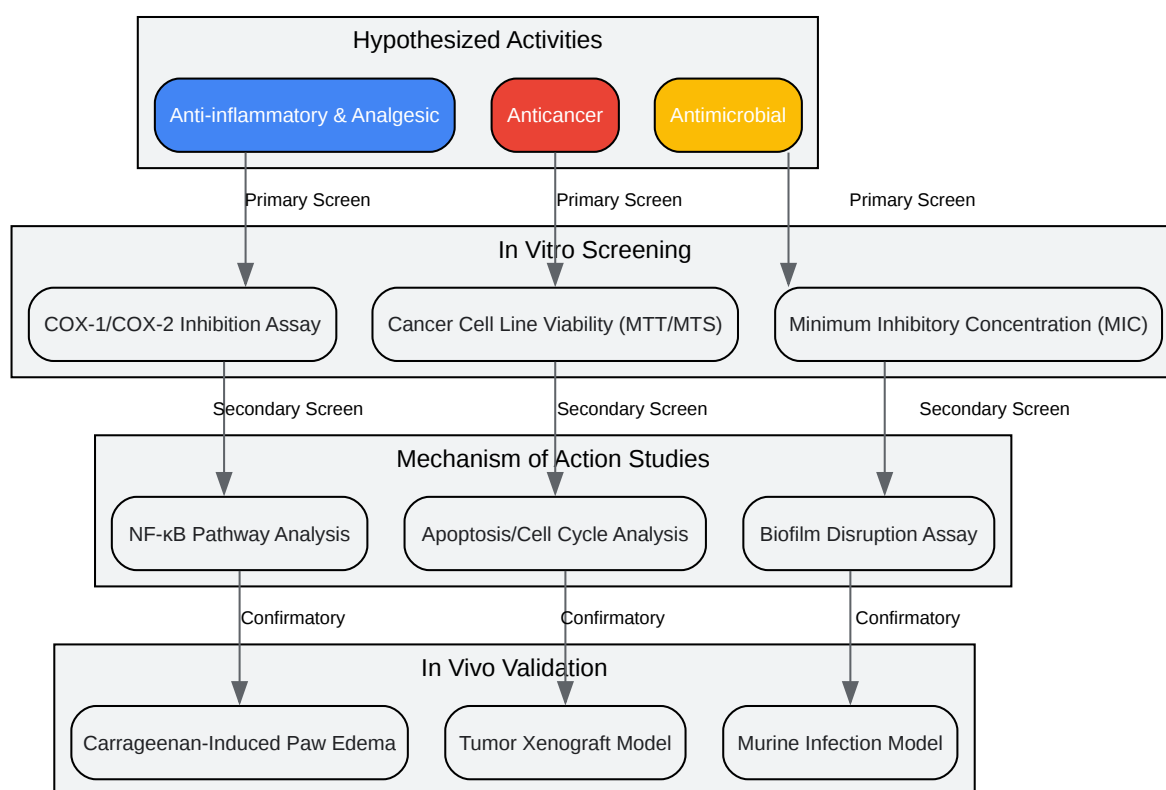 Hypothesized Activities
Anti-inflammatory & Analgesic
Anticancer
Antimicrobial
Primary Screen
Primary Screen
Primary Screen
In Vitro Screening
COX-1/COX-2 Inhibition Assay
Cancer Cell Line Viability (MTT/MTS)
Minimum Inhibitory Concentration (MIC)
Secondary Screen
Secondary Screen
Secondary Screen
Mechanism of Action Studies
NF-κB Pathway Analysis
Apoptosis/Cell Cycle Analysis
Biofilm Disruption Assay
Confirmatory
Confirmatory
Confirmatory
In Vivo Validation
Carrageenan-Induced Paw Edema
Tumor Xenograft Model
Murine Infection Model